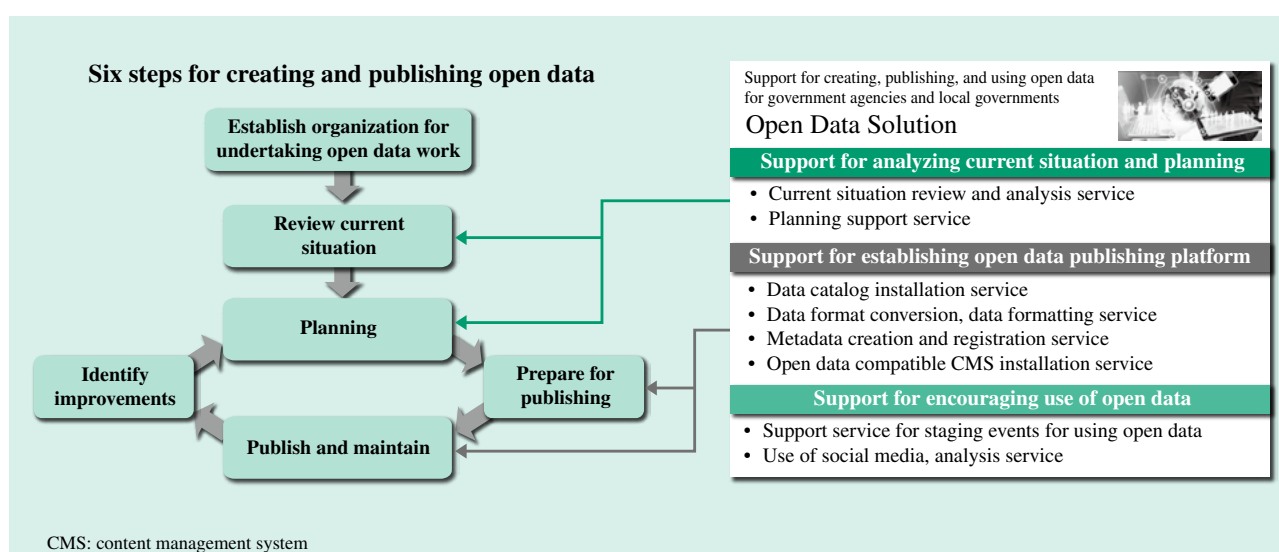 Six steps for creating and publishing open data
Establish organization for
undertaking open data work
Review current
situation
Planning
Prepare for
publishing
Publish and maintain
Identify
improvements
Support for creating, publishing, and using open data
for government agencies and local governments
Open Data Solution
Support for analyzing current situation and planning
• Current situation review and analysis service
• Planning support service
Support for establishing open data publishing platform
• Data catalog installation service
• Data format conversion, data formatting service
• Metadata creation and registration service
• Open data compatible CMS installation service
Support for encouraging use of open data
• Support service for staging events for using open data
• Use of social media, analysis service
CMS: content management system